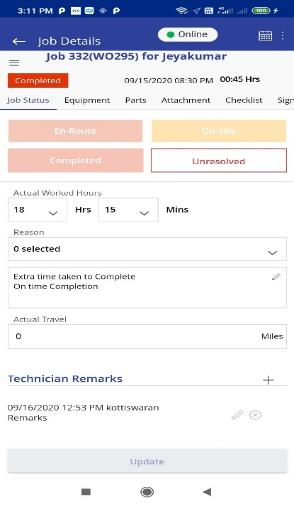 3:11 PM
Job Details
Online
Job 332(WO295) for Jeyakumar
Completed
09/15/2020 08:30 PM 00:45 Hrs
Job Status Equipment Parts Attachment Checklist Sign
En-Route
On-Site
Completed
Unresolved
Actual Worked Hours
18 Hrs 15 Mins
Reason
0 selected
Extra time taken to Complete
On time Completion
Actual Travel
0 Miles
Technician Remarks
09/16/2020 12:53 PM kottiswaran
Remarks
Update